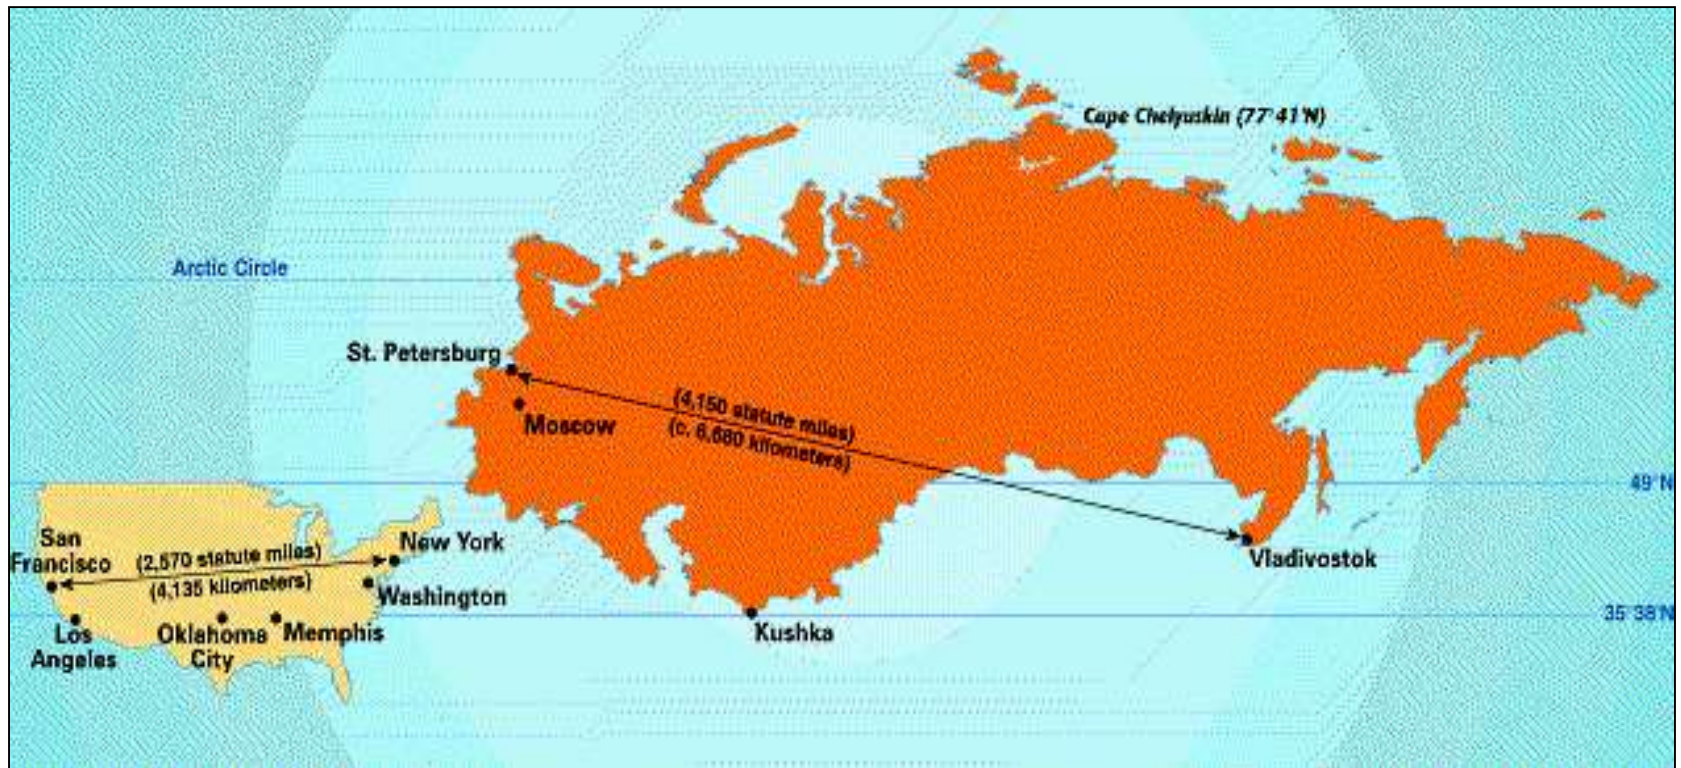 Cape Chelyuskin (77°41'N)
Arctic Circle
St. Petersburg
Moscow
(4,150 statute miles)
(c. 6,680 kilometers)
49°N
San
Francisco
(2,570 statute miles)
(4,135 kilometers)
New York
Washington
Vladivostok
35°38'N
Los
Angeles
Oklahoma
City
Memphis
Kushka